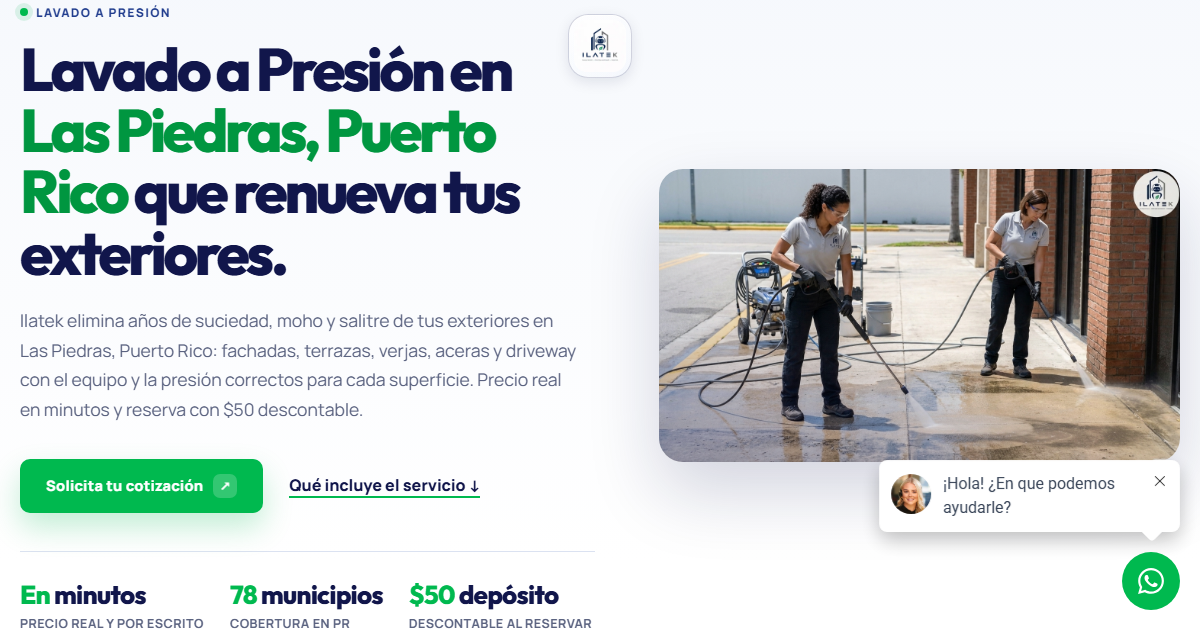 LAVADO A PRESIÓN
ILATEK
Lavado a Presión en
Las Piedras, Puerto
Rico que renueva tus
exteriores.
Ilatek elimina años de suciedad, moho y salitre de tus exteriores en
Las Piedras, Puerto Rico: fachadas, terrazas, verjas, aceras y driveway
con el equipo y la presión correctos para cada superficie. Precio real
en minutos y reserva con $50 descontable.
Solicita tu cotización ↗
Qué incluye el servicio ↓
En minutos
PRECIO REAL Y POR ESCRITO
78 municipios
COBERTURA EN PR
$50 depósito
DESCONTABLE AL RESERVAR
ILATEK
¡Hola! ¿En que podemos
ayudarle?